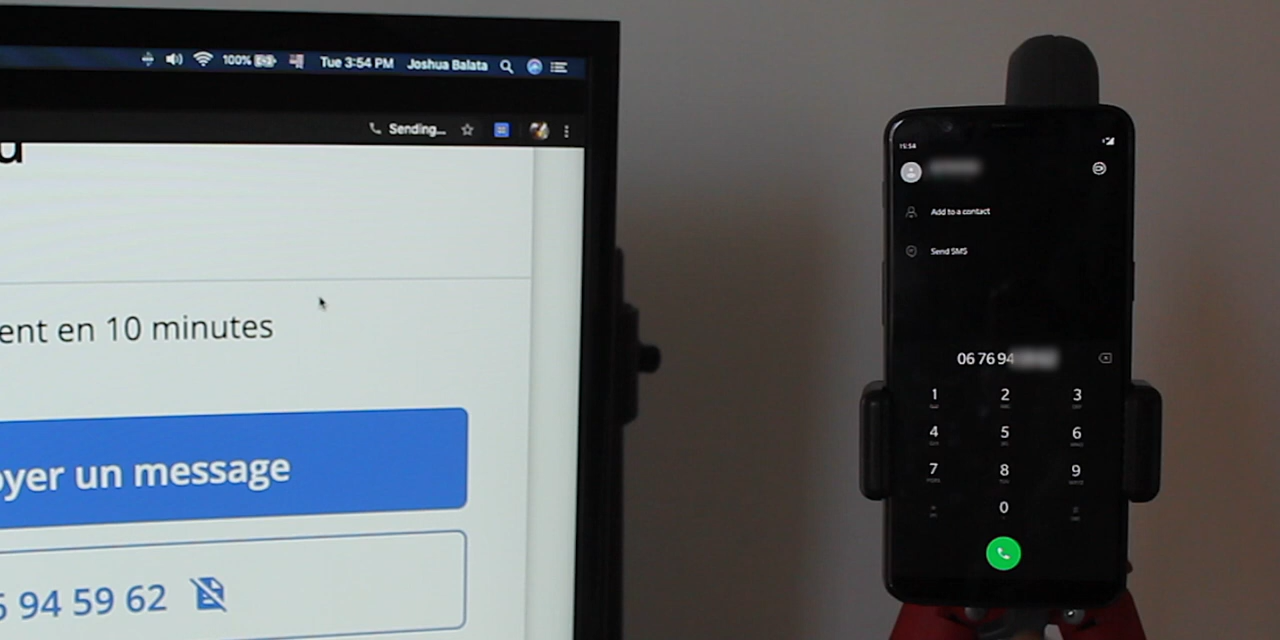 100%
Tue 3:54 PM
Joshua Balata
Sending...
u
ent en 10 minutes
oyer un message
6 94 59 62
15:54
Add to a contact
Send SMS
06 76 94
1
2
3
4
5
6
7
8
9
0